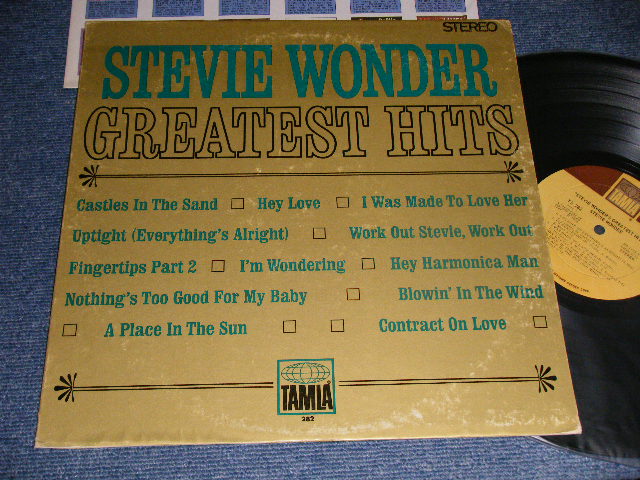 STEREO
STEVIE WONDER
GREATEST HITS
Castles In The Sand □ Hey Love □ I Was Made To Love Her
Uptight (Everything's Alright) □ Work Out Stevie, Work Out
Fingertips Part 2 □ I'm Wondering □ Hey Harmonica Man
Nothing's Too Good For My Baby □ Blowin' In The Wind
□ A Place In The Sun □ □ Contract On Love □
TAMLA
282